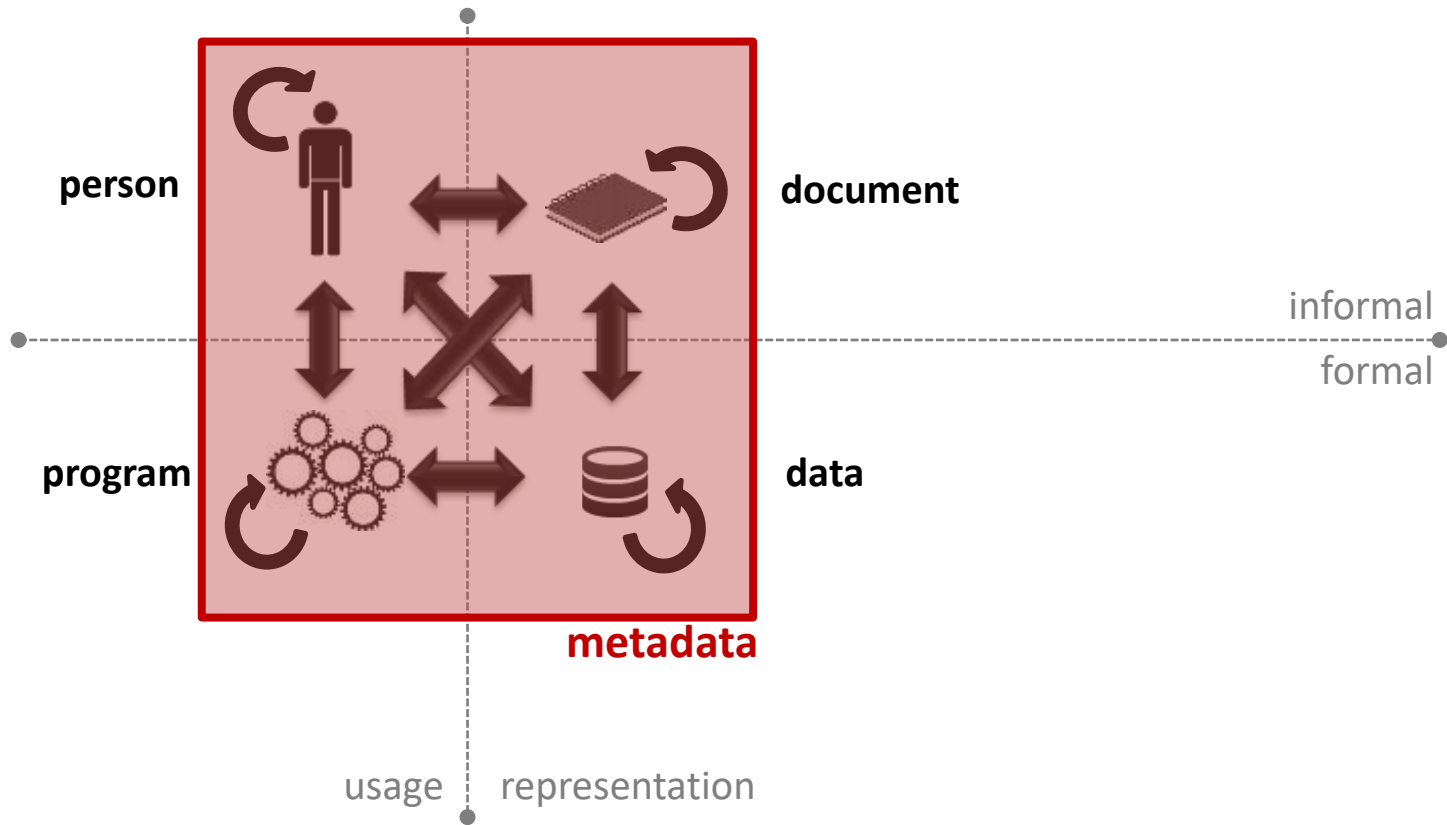 person
document
informal
formal
program
data
metadata
usage
representation